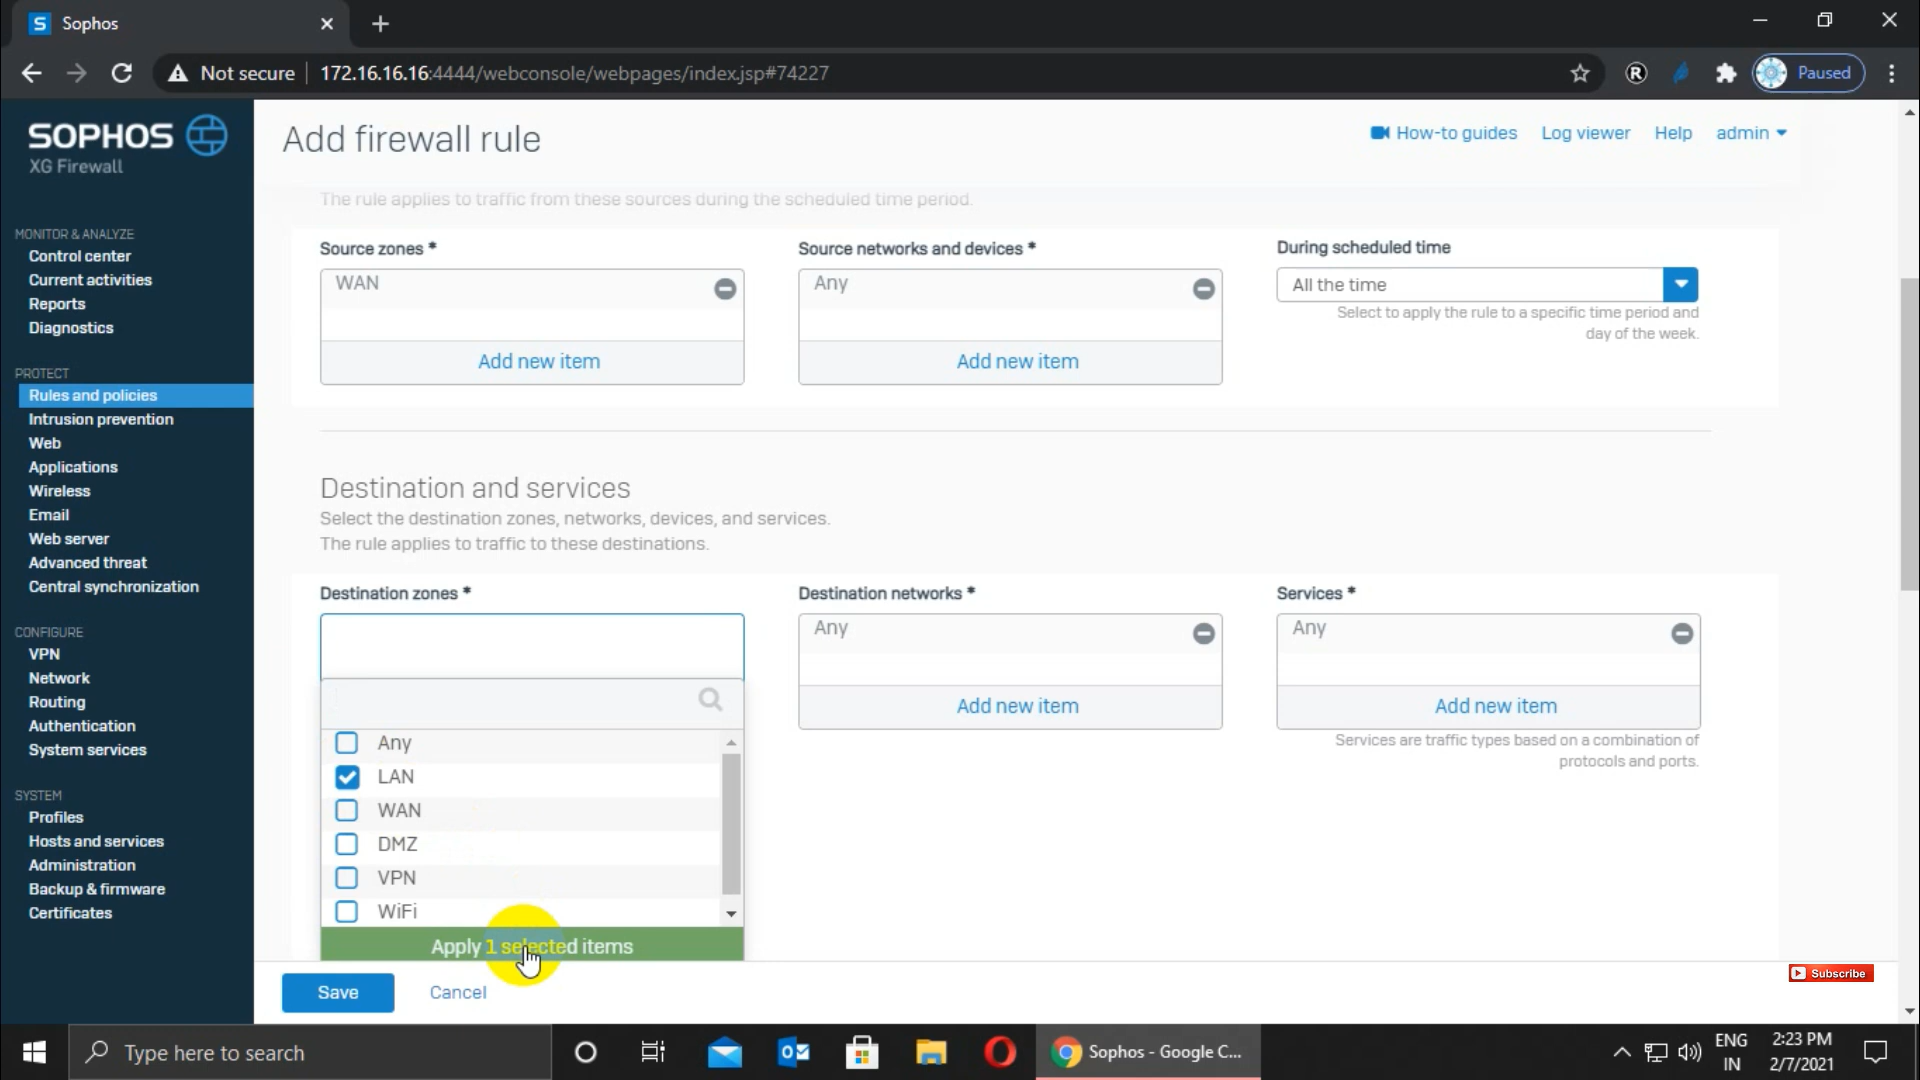 S Sophos
Not secure 172.16.16.16:4444/webconsole/webpages/index.jsp#74227
R
Paused
SOPHOS
XG Firewall
Add firewall rule
How-to guides
Log viewer
Help
admin
MONITOR & ANALYZE
Control center
Current activities
Reports
Diagnostics
PROTECT
Rules and policies
Intrusion prevention
Web
Applications
Wireless
Email
Web server
Advanced threat
Central synchronization
CONFIGURE
VPN
Network
Routing
Authentication
System services
SYSTEM
Profiles
Hosts and services
Administration
Backup & firmware
Certificates
The rule applies to traffic from these sources during the scheduled time period.
Source zones *
WAN
Add new item
Source networks and devices *
Any
Add new item
During scheduled time
All the time
Select to apply the rule to a specific time period and
day of the week.
Destination and services
Select the destination zones, networks, devices, and services.
The rule applies to traffic to these destinations.
Destination zones *
Any
LAN
WAN
DMZ
VPN
WiFi
Apply 1 selected items
Destination networks *
Any
Add new item
Services *
Any
Add new item
Services are traffic types based on a combination of
protocols and ports.
Save
Cancel
Subscribe
Type here to search
Sophos - Google C...
ENG
IN
2:23 PM
2/7/2021